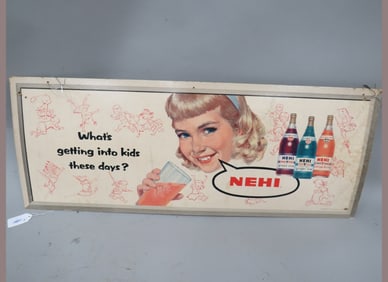 What's
getting into kids
these days?
NEHI
NEHI NEHI NEHI